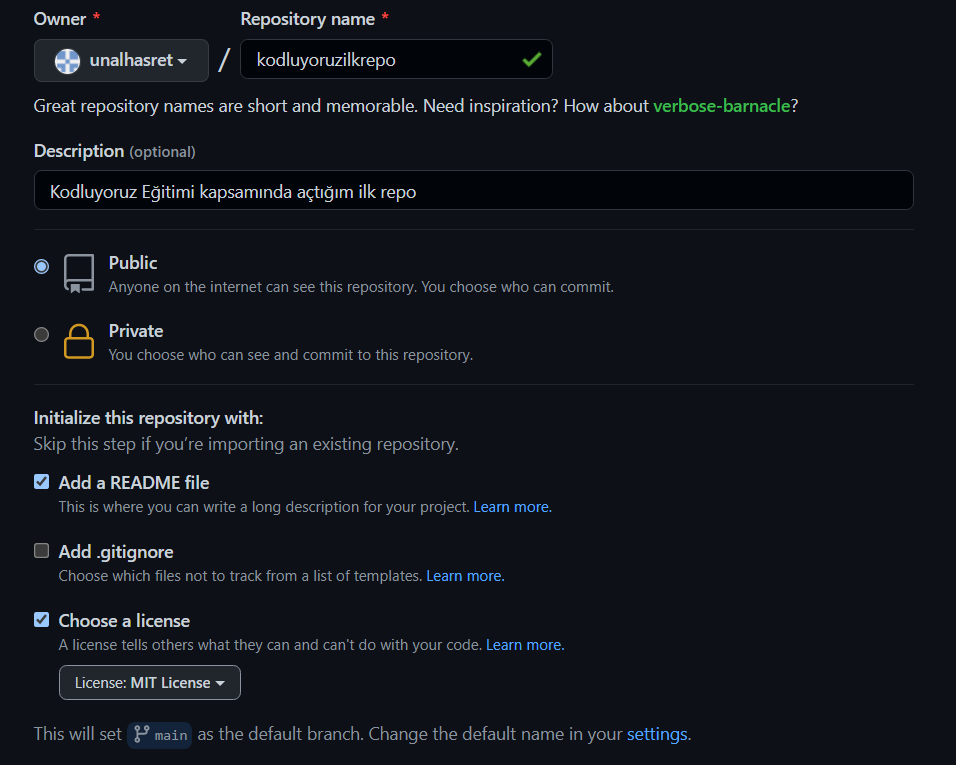 Owner * Repository name *
unalhasret / kodluyoruzilkrepo
Great repository names are short and memorable. Need inspiration? How about verbose-barnacle?
Description (optional)
Kodluyoruz Eğitimi kapsamında açtığım ilk repo
Public
Anyone on the internet can see this repository. You choose who can commit.
Private
You choose who can see and commit to this repository.
Initialize this repository with:
Skip this step if you’re importing an existing repository.
Add a README file
This is where you can write a long description for your project. Learn more.
Add .gitignore
Choose which files not to track from a list of templates. Learn more.
Choose a license
A license tells others what they can and can't do with your code. Learn more.
License: MIT License
This will set main as the default branch. Change the default name in your settings.